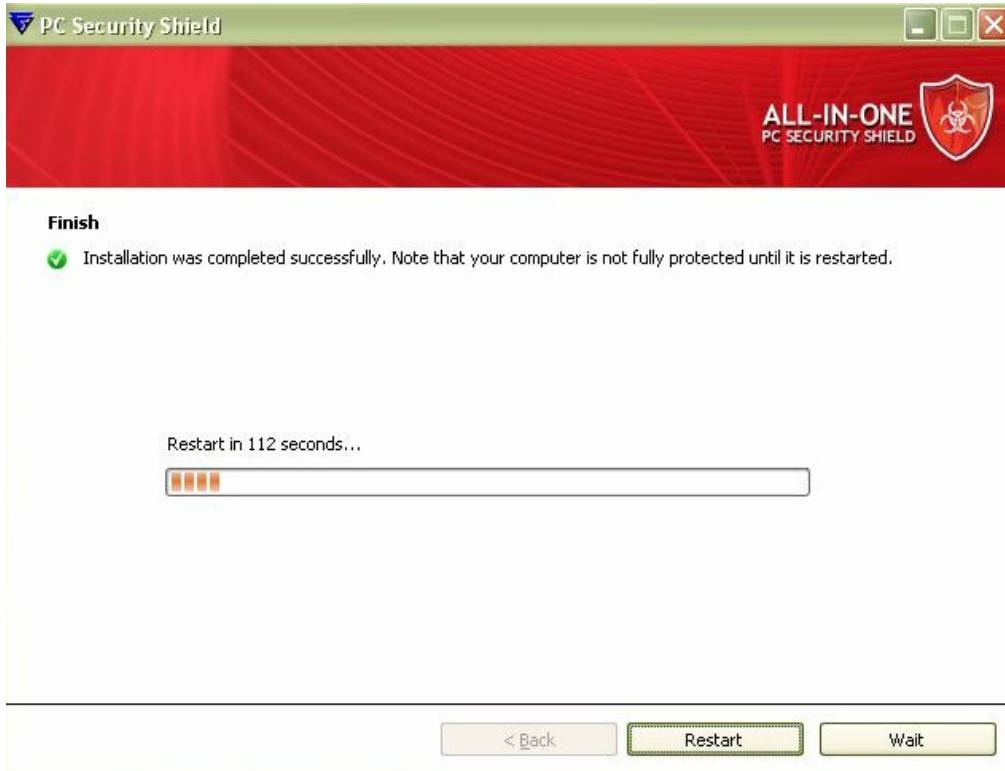 PC Security Shield
ALL-IN-ONE
PC SECURITY SHIELD
Finish
Installation was completed successfully. Note that your computer is not fully protected until it is restarted.
Restart in 112 seconds...
< Back
Restart
Wait